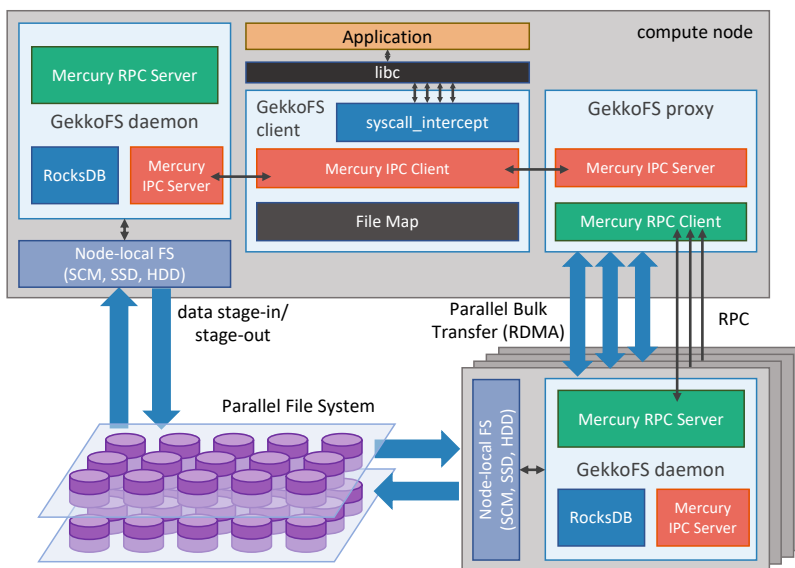 compute node
Mercury RPC Server
GekkoFS daemon
RocksDB
Mercury
IPC Server
Node-local FS
(SCM, SSD, HDD)
Application
libc
GekkoFS
client
syscall_intercept
Mercury IPC Client
File Map
GekkoFS proxy
Mercury IPC Server
Mercury RPC Client
data stage-in/
stage-out
Parallel Bulk
Transfer (RDMA)
RPC
Parallel File System
Node-local FS
(SCM, SSD, HDD)
Mercury RPC Server
GekkoFS daemon
RocksDB
Mercury
IPC Server